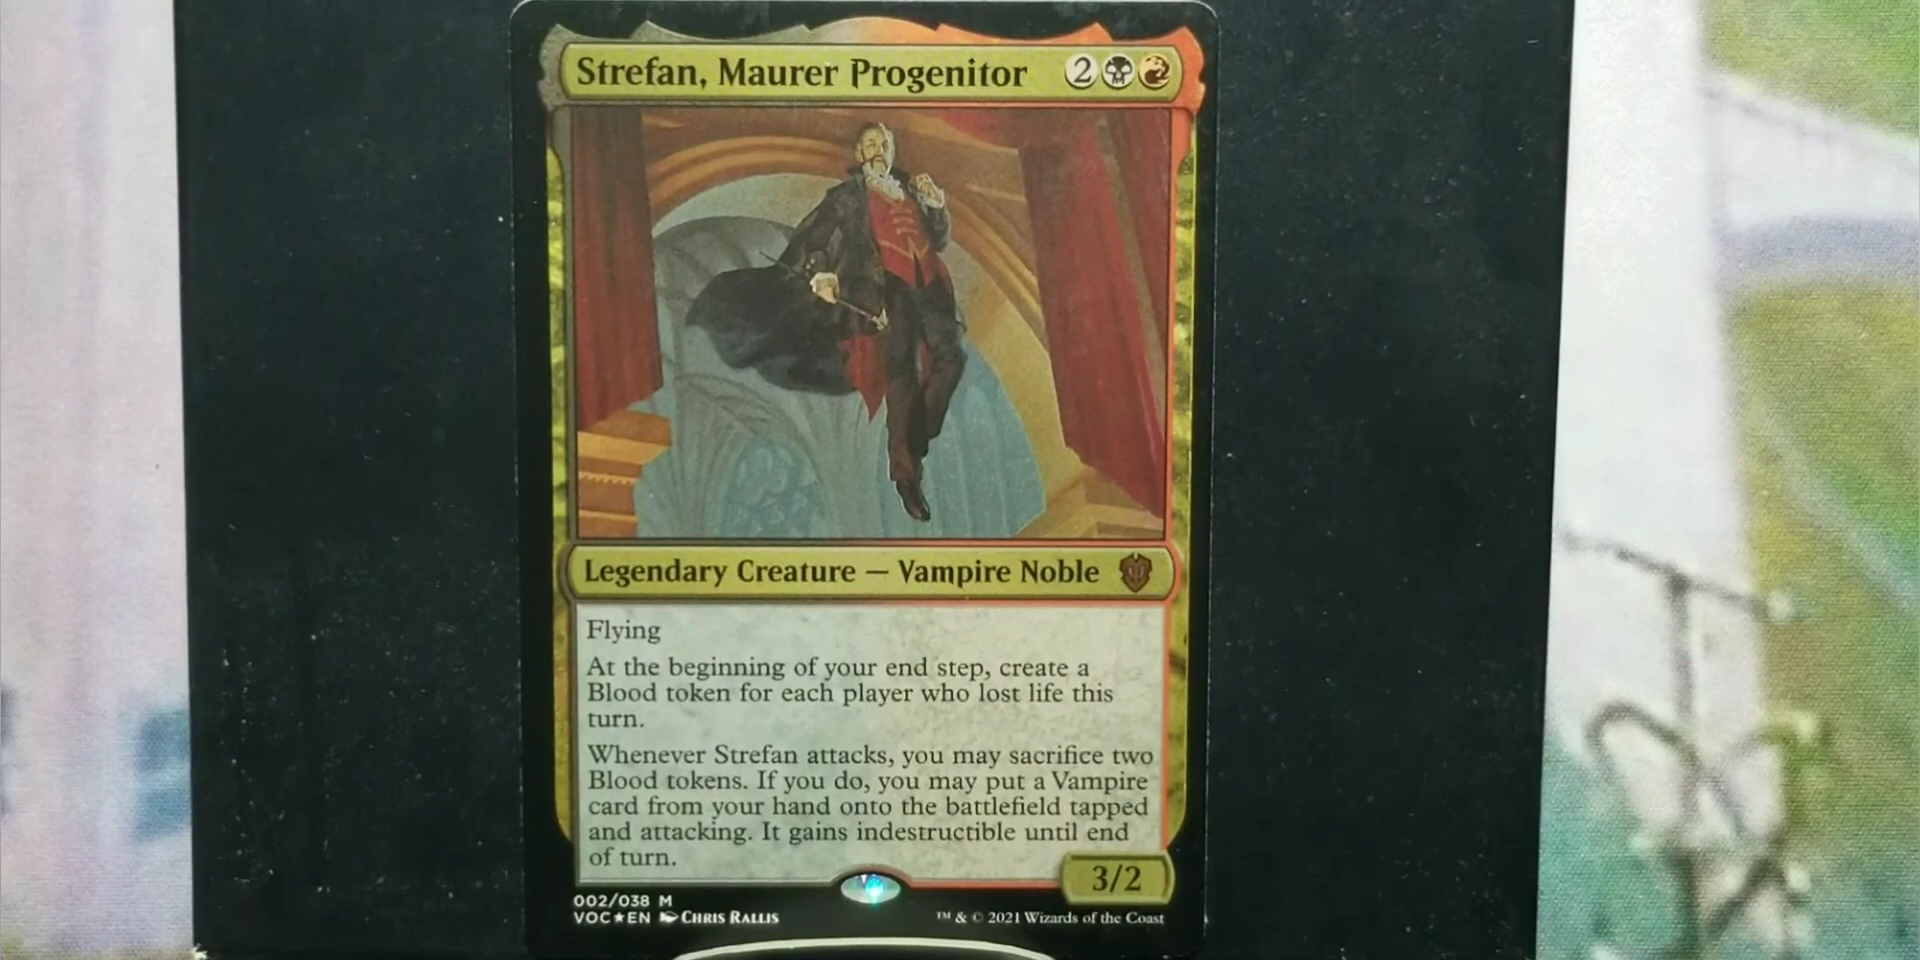 Strefan, Maurer Progenitor 2
Legendary Creature — Vampire Noble
Flying
At the beginning of your end step, create a
Blood token for each player who lost life this
turn.
Whenever Strefan attacks, you may sacrifice two
Blood tokens. If you do, you may put a Vampire
card from your hand onto the battlefield tapped
and attacking. It gains indestructible until end
of turn.
3/2
002/038 M
VOC★EN Chris Rallis
™ & © 2021 Wizards of the Coast